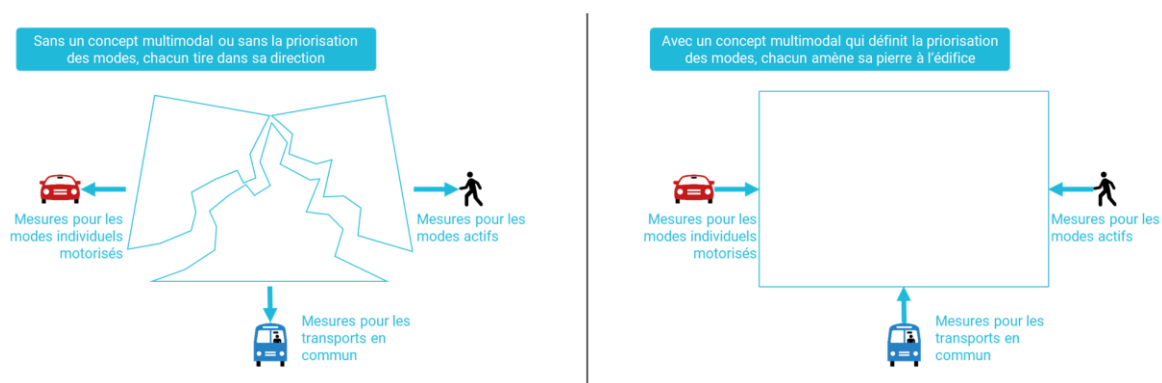 Sans un concept multimodal ou sans la priorisation
des modes, chacun tire dans sa direction
Mesures pour les
modes individuels
motorisés
Mesures pour les
modes actifs
Mesures pour les
transports en
commun
Avec un concept multimodal qui définit la priorisation
des modes, chacun amène sa pierre à l'édifice
Mesures pour les
modes individuels
motorisés
Mesures pour les
modes actifs
Mesures pour les
transports en
commun